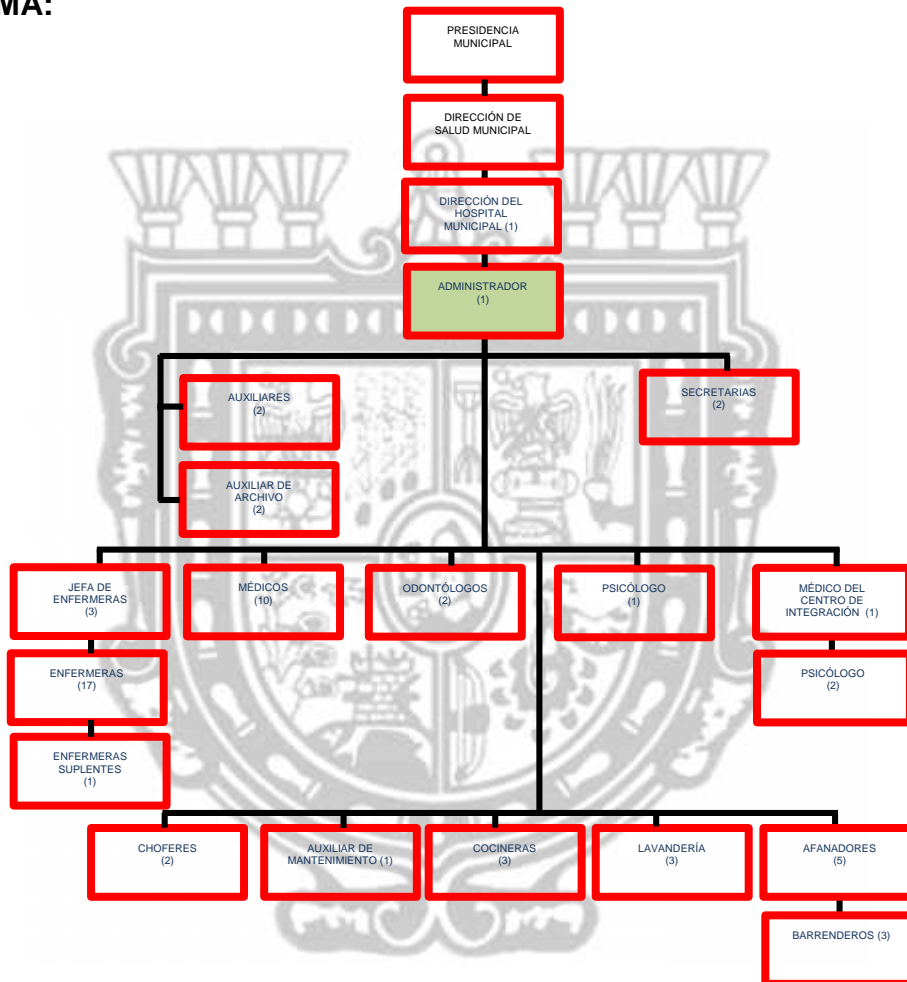 MA:
PRESIDENCIA
MUNICIPAL
DIRECCIÓN DE
SALUD MUNICIPAL
DIRECCIÓN DEL
HOSPITAL
MUNICIPAL (1)
ADMINISTRADOR
(1)
AUXILIARES
(2)
SECRETARIAS
(2)
AUXILIAR DE
ARCHIVO
(2)
JEFA DE
ENFERMERAS
(3)
MÉDICOS
(10)
ODONTÓLOGOS
(2)
PSICÓLOGO
(1)
MÉDICO DEL
CENTRO DE
INTEGRACIÓN (1)
ENFERMERAS
(17)
PSICÓLOGO
(2)
ENFERMERAS
SUPLENTES
(1)
CHOFERES
(2)
AUXILIAR DE
MANTENIMIENTO (1)
COCINERAS
(3)
LAVANDERÍA
(3)
AFANADORES
(5)
BARRENDEROS (3)